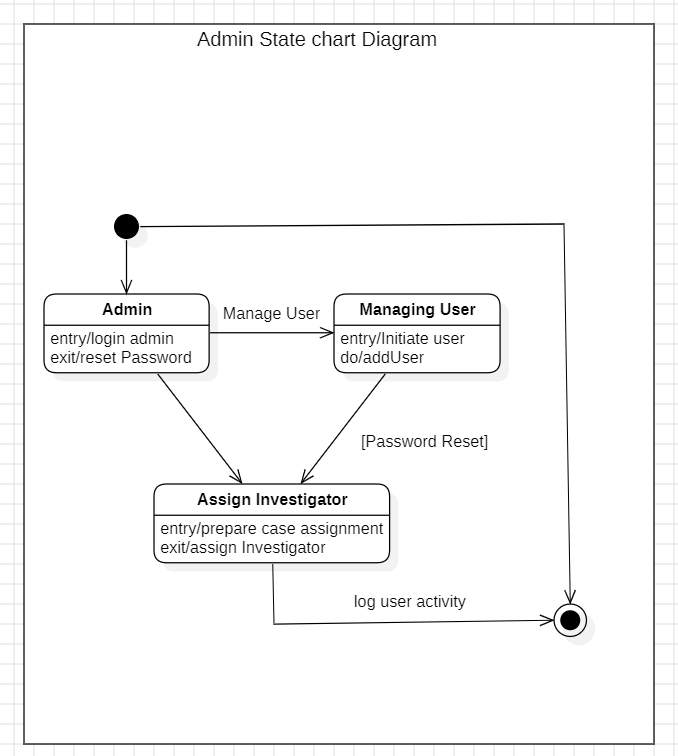 Admin State chart Diagram
Admin
entry/login admin
exit/reset Password
Manage User
Managing User
entry/Initiate user
do/addUser
[Password Reset]
Assign Investigator
entry/prepare case assignment
exit/assign Investigator
log user activity